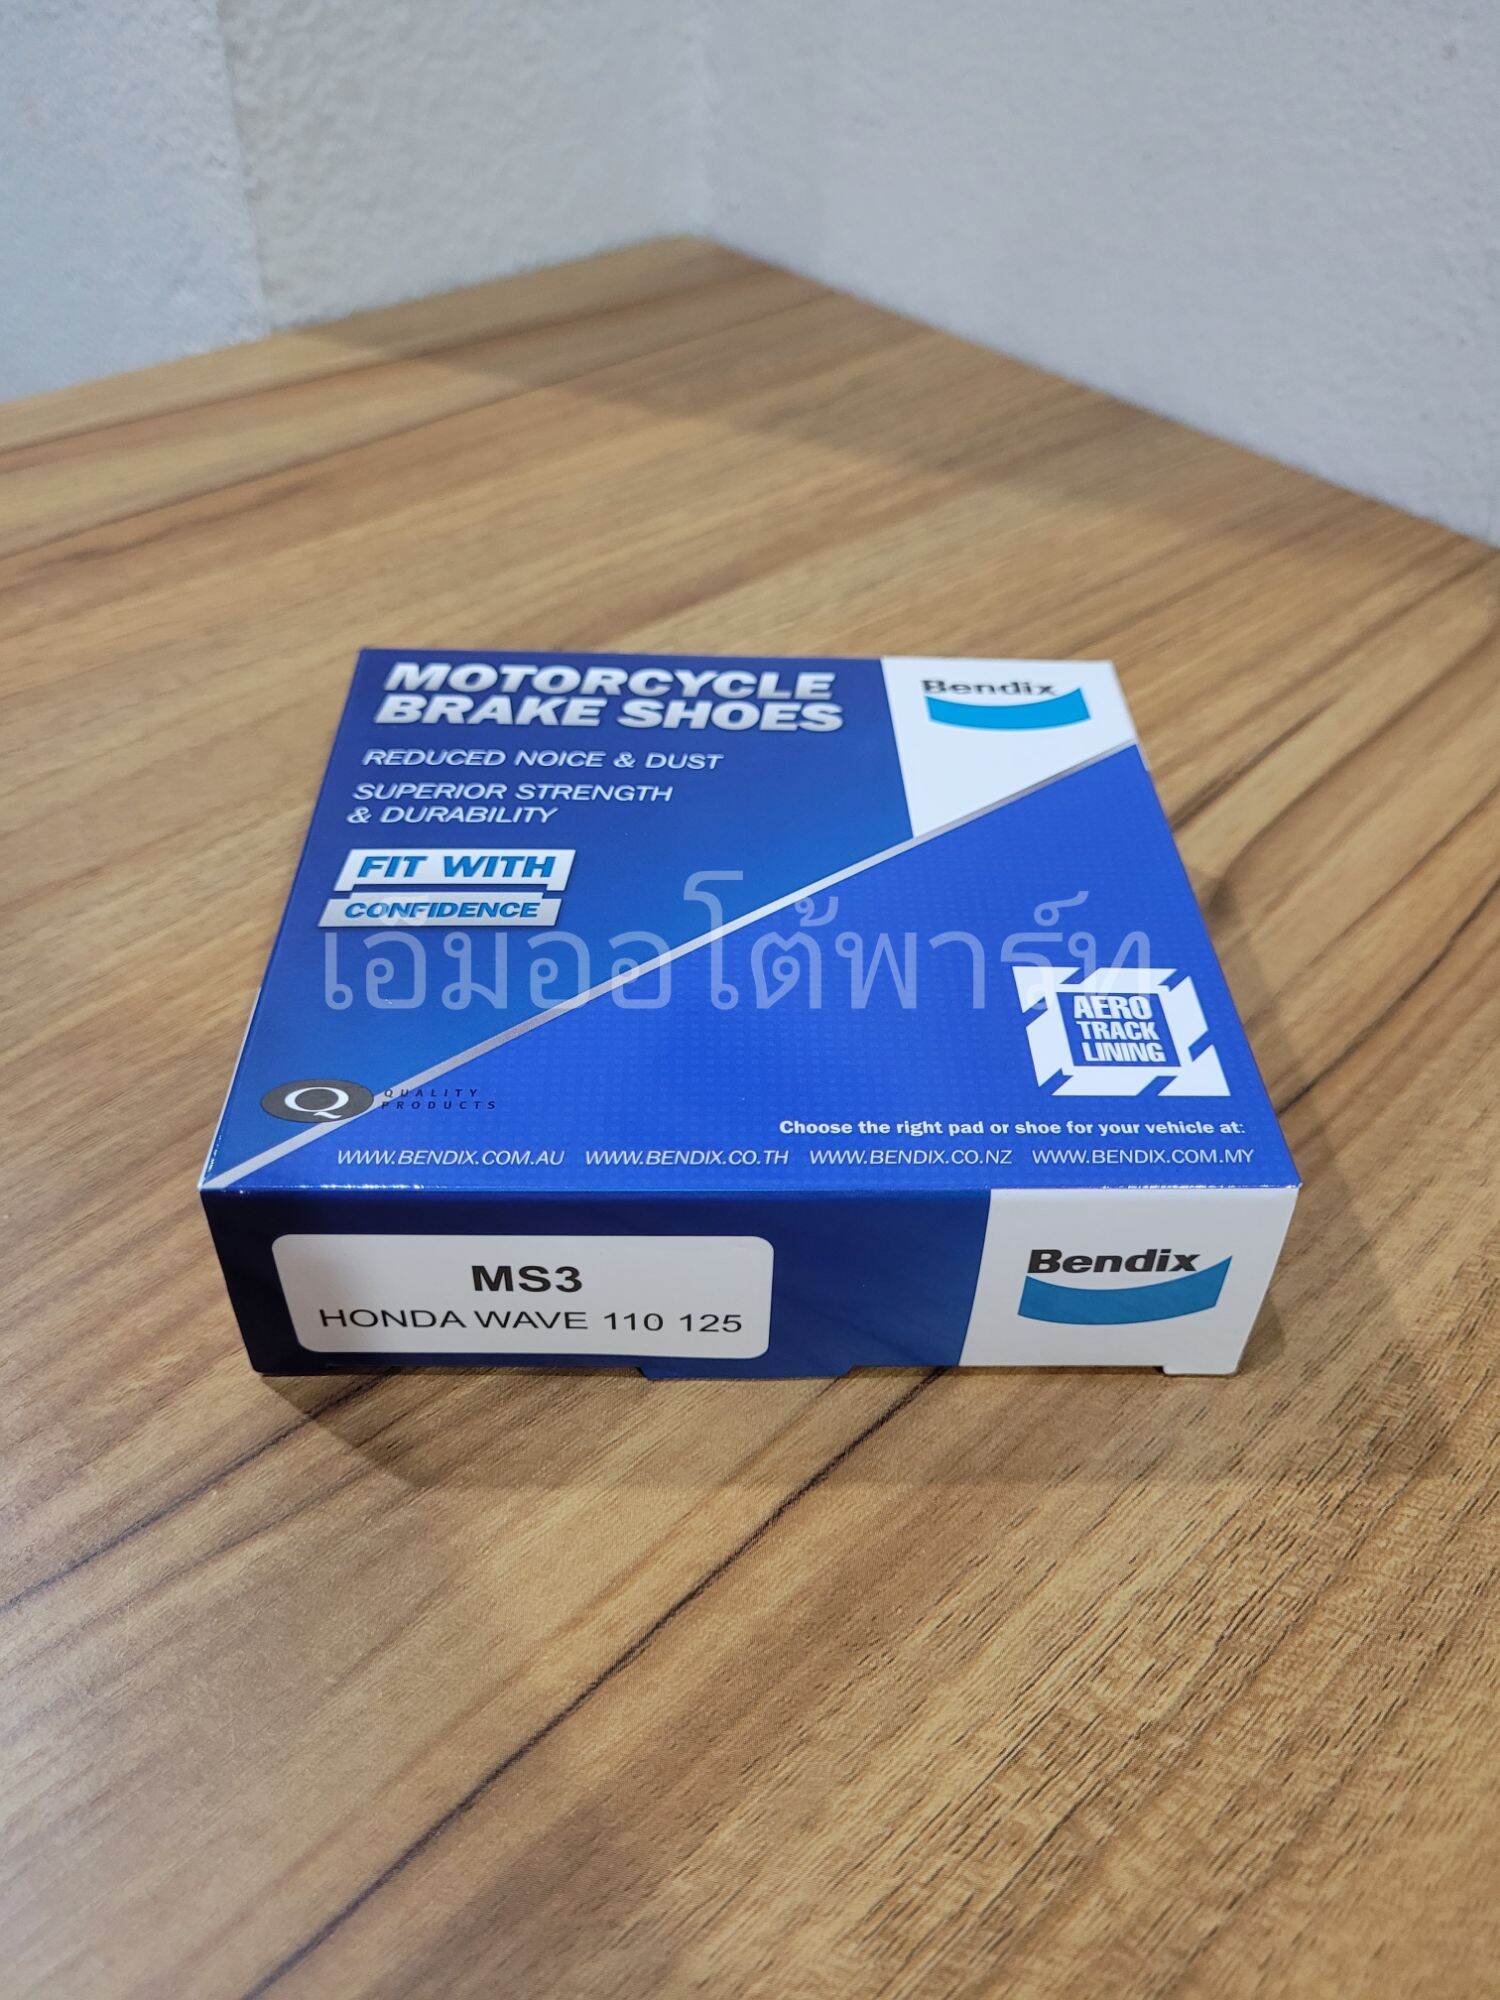 MOTORCYCLE
BRAKE SHOES
Bendix
REDUCED NOICE & DUST
SUPERIOR STRENGTH
& DURABILITY
FIT WITH
CONFIDENCE
เอ็มออโต้พาร์ท
AERO
TRACK
LINING
Q
QUALITY
PRODUCTS
Choose the right pad or shoe for your vehicle at:
WWW.BENDIX.COM.AU WWW.BENDIX.CO.TH WWW.BENDIX.CO.NZ WWW.BENDIX.COM.MY
MS3
HONDA WAVE 110 125
Bendix